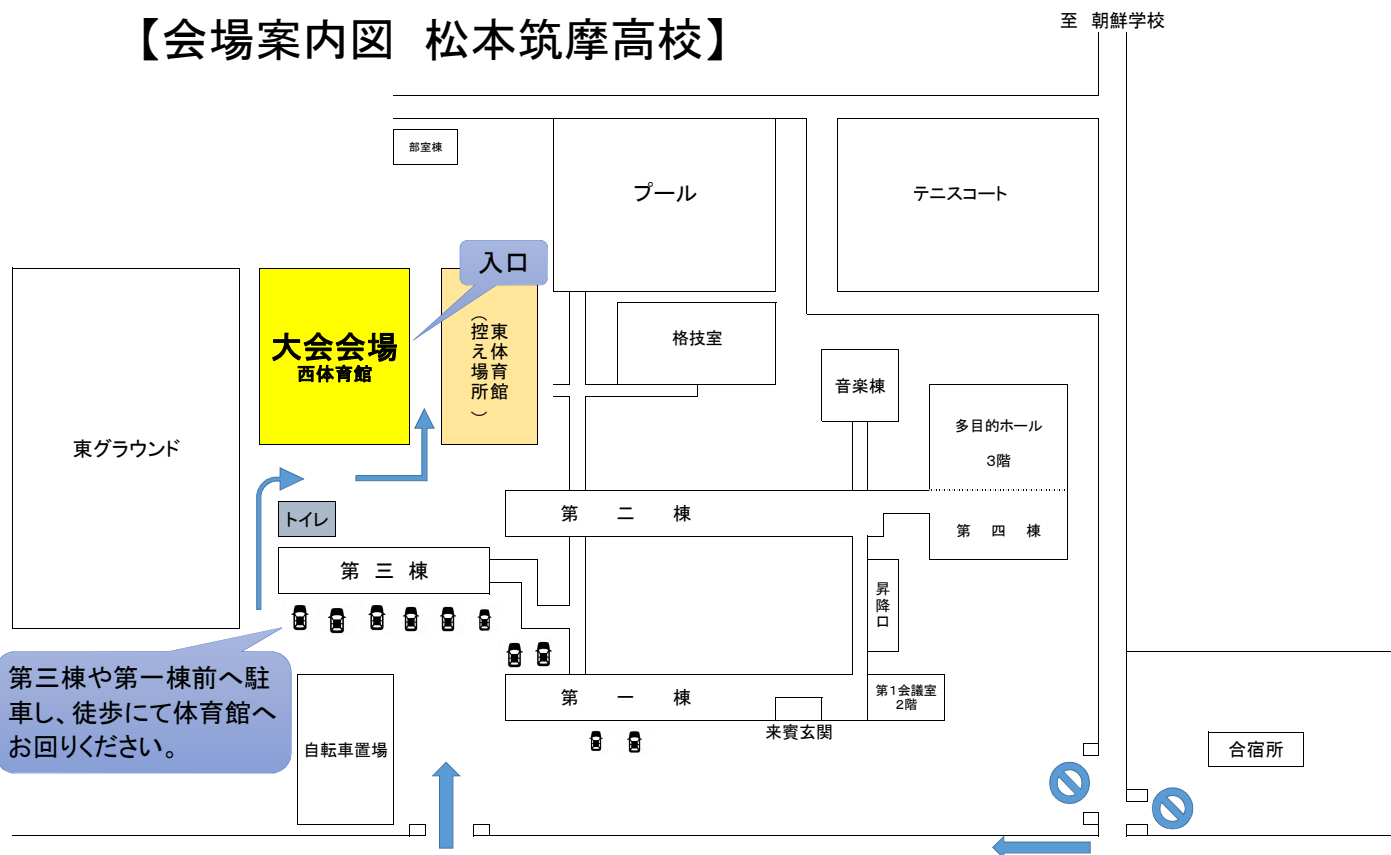 【会場案内図 松本筑摩高校】
至 朝鮮学校
部室棟
プール
テニスコート
入口
大会会場
西体育館
東体育館
（控え場所）
格技室
音楽棟
多目的ホール
3階
東グラウンド
トイレ
第 二 棟
第 四 棟
第 三 棟
昇降口
第三棟や第一棟前へ駐
車し、徒歩にて体育館へ
お回りください。
第 一 棟
第1会議室
2階
来賓玄関
自転車置場
合宿所